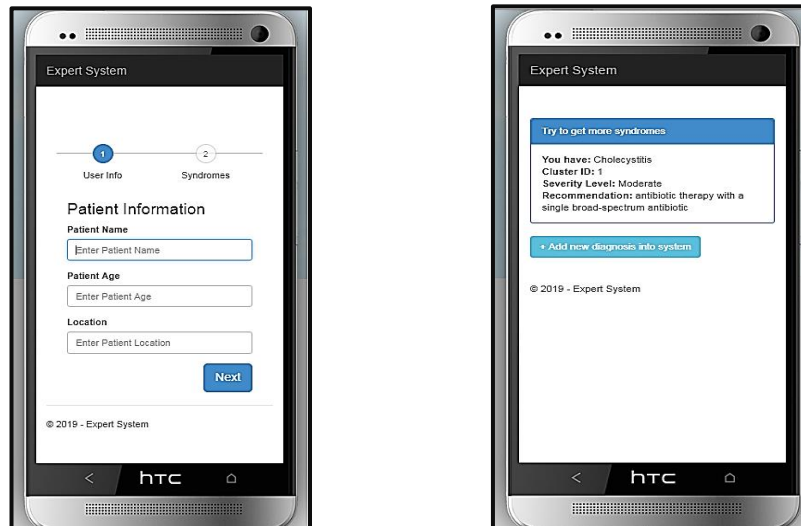 Expert System
1
2
User Info
Syndromes
Patient Information
Patient Name
Enter Patient Name
Patient Age
Enter Patient Age
Location
Enter Patient Location
Next
© 2019 - Expert System
hTC
Expert System
Try to get more syndromes
You have: Cholecystitis
Cluster ID: 1
Severity Level: Moderate
Recommendation: antibiotic therapy with a
single broad-spectrum antibiotic
+ Add new diagnosis into system
© 2019 - Expert System
hTC